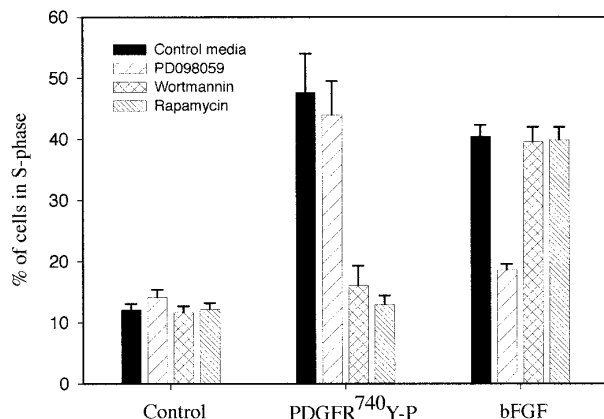 60
50
40
30
20
10
0
% of cells in S-phase
Control media
PD098059
Wortmannin
Rapamycin
Control
PDGFR740Y-P
bFGF